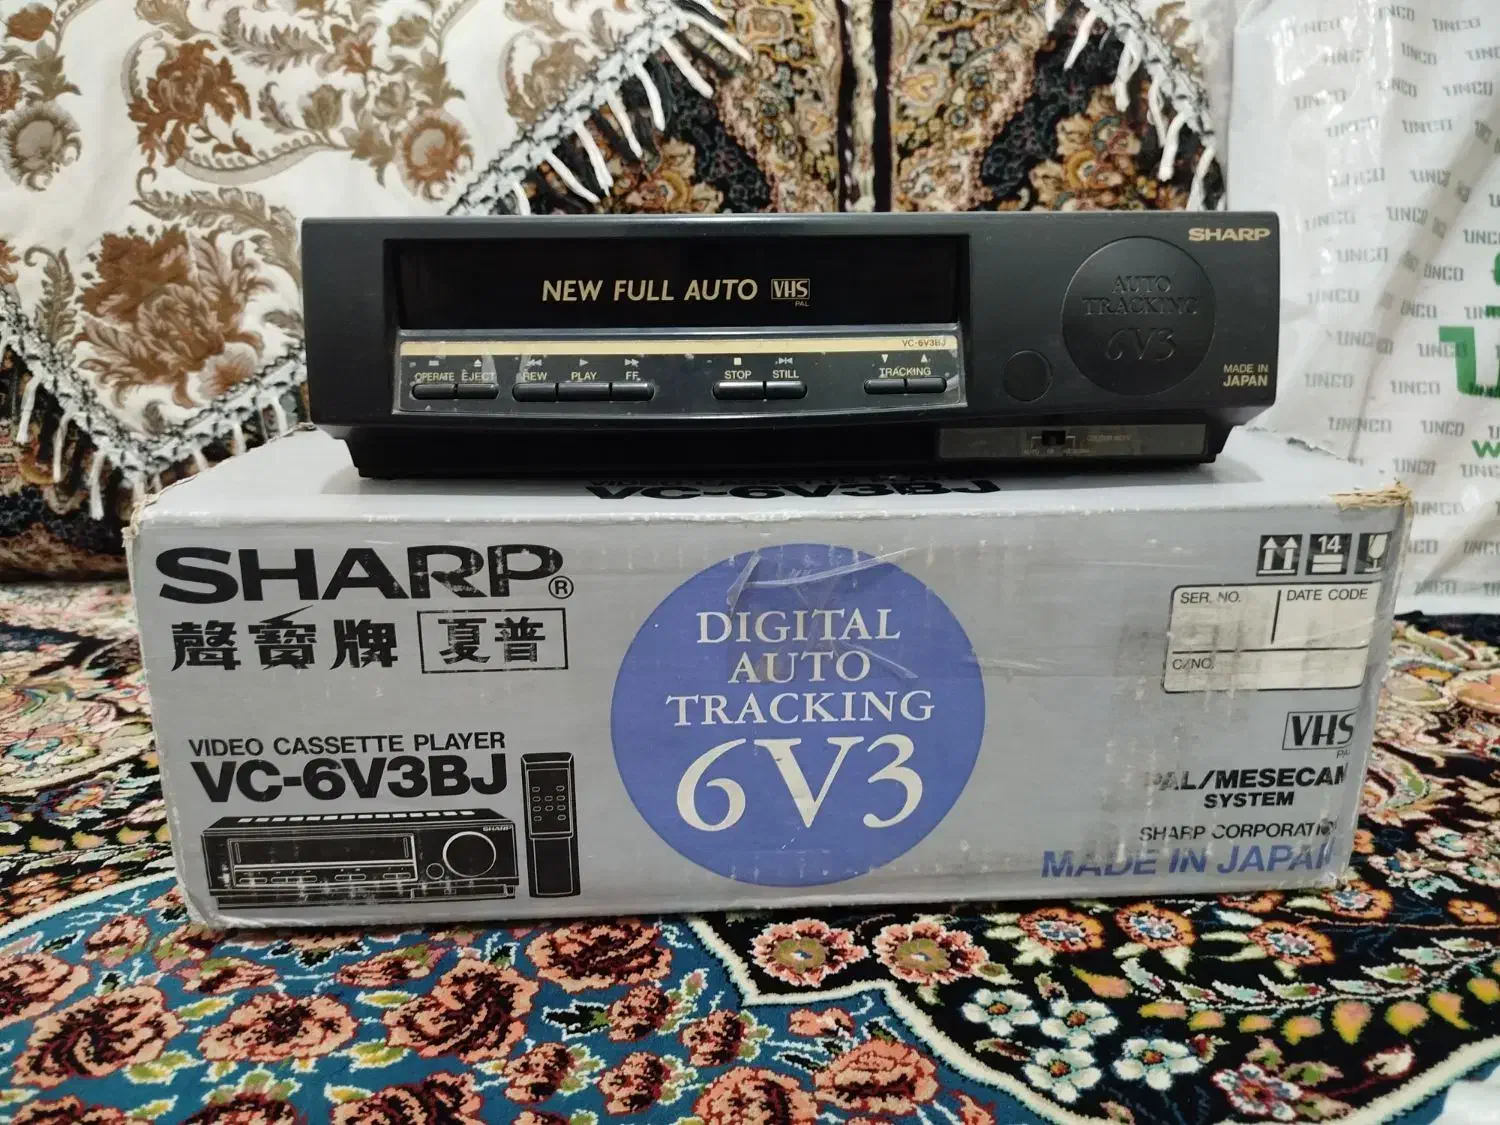 SHARP
NEW FULL AUTO VHS
PAL
AUTO
TRACKING
6V3
VC-6V3BJ
OPERATE EJECT REW PLAY FF STOP STILL TRACKING
MADE IN
JAPAN
VC-6V3BJ
SHARP®
聲寶牌 夏普
VIDEO CASSETTE PLAYER
VC-6V3BJ
SHARP
DIGITAL
AUTO
TRACKING
6V3
14
SER. NO. DATE CODE
C/NO.
VHS
PAL/MESECAM
SYSTEM
SHARP CORPORATION
MADE IN JAPAN
UNCO